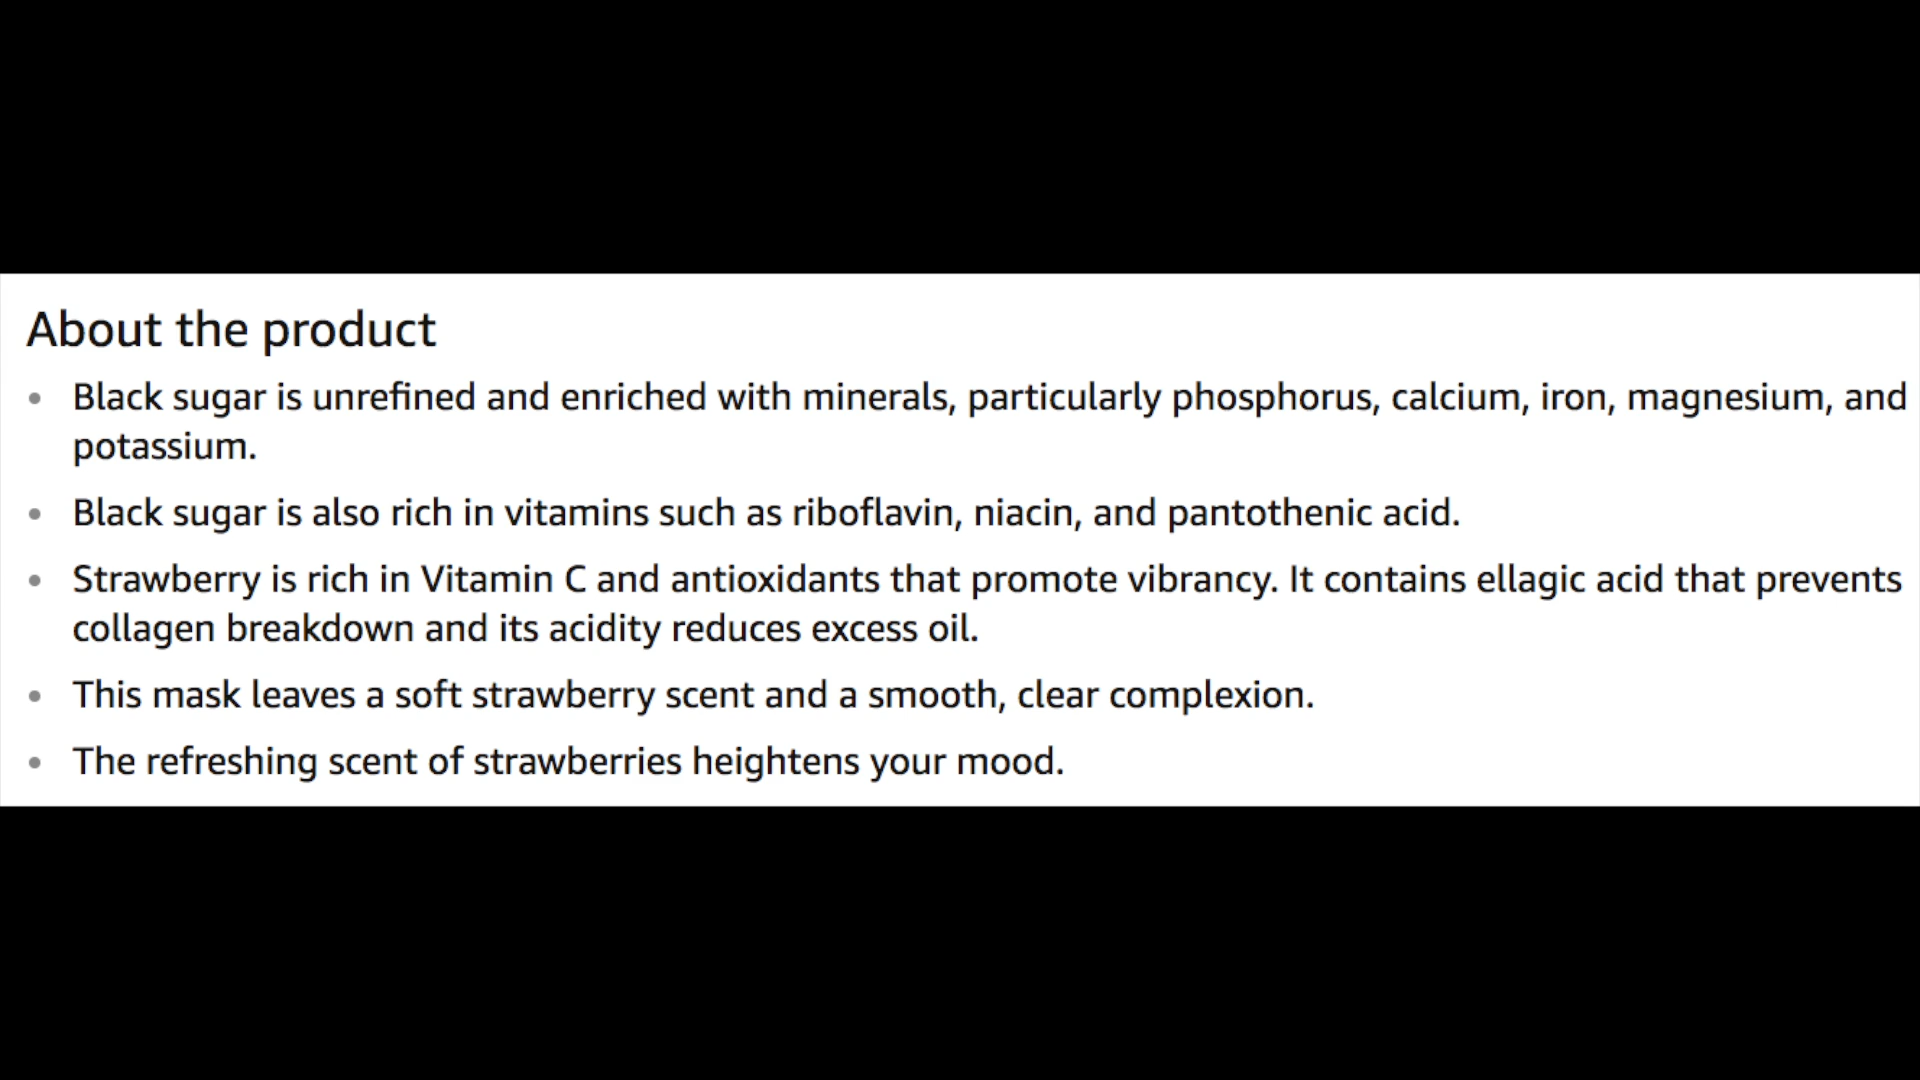 About the product
• Black sugar is unrefined and enriched with minerals, particularly phosphorus, calcium, iron, magnesium, and
potassium.
• Black sugar is also rich in vitamins such as riboflavin, niacin, and pantothenic acid.
• Strawberry is rich in Vitamin C and antioxidants that promote vibrancy. It contains ellagic acid that prevents
collagen breakdown and its acidity reduces excess oil.
• This mask leaves a soft strawberry scent and a smooth, clear complexion.
• The refreshing scent of strawberries heightens your mood.